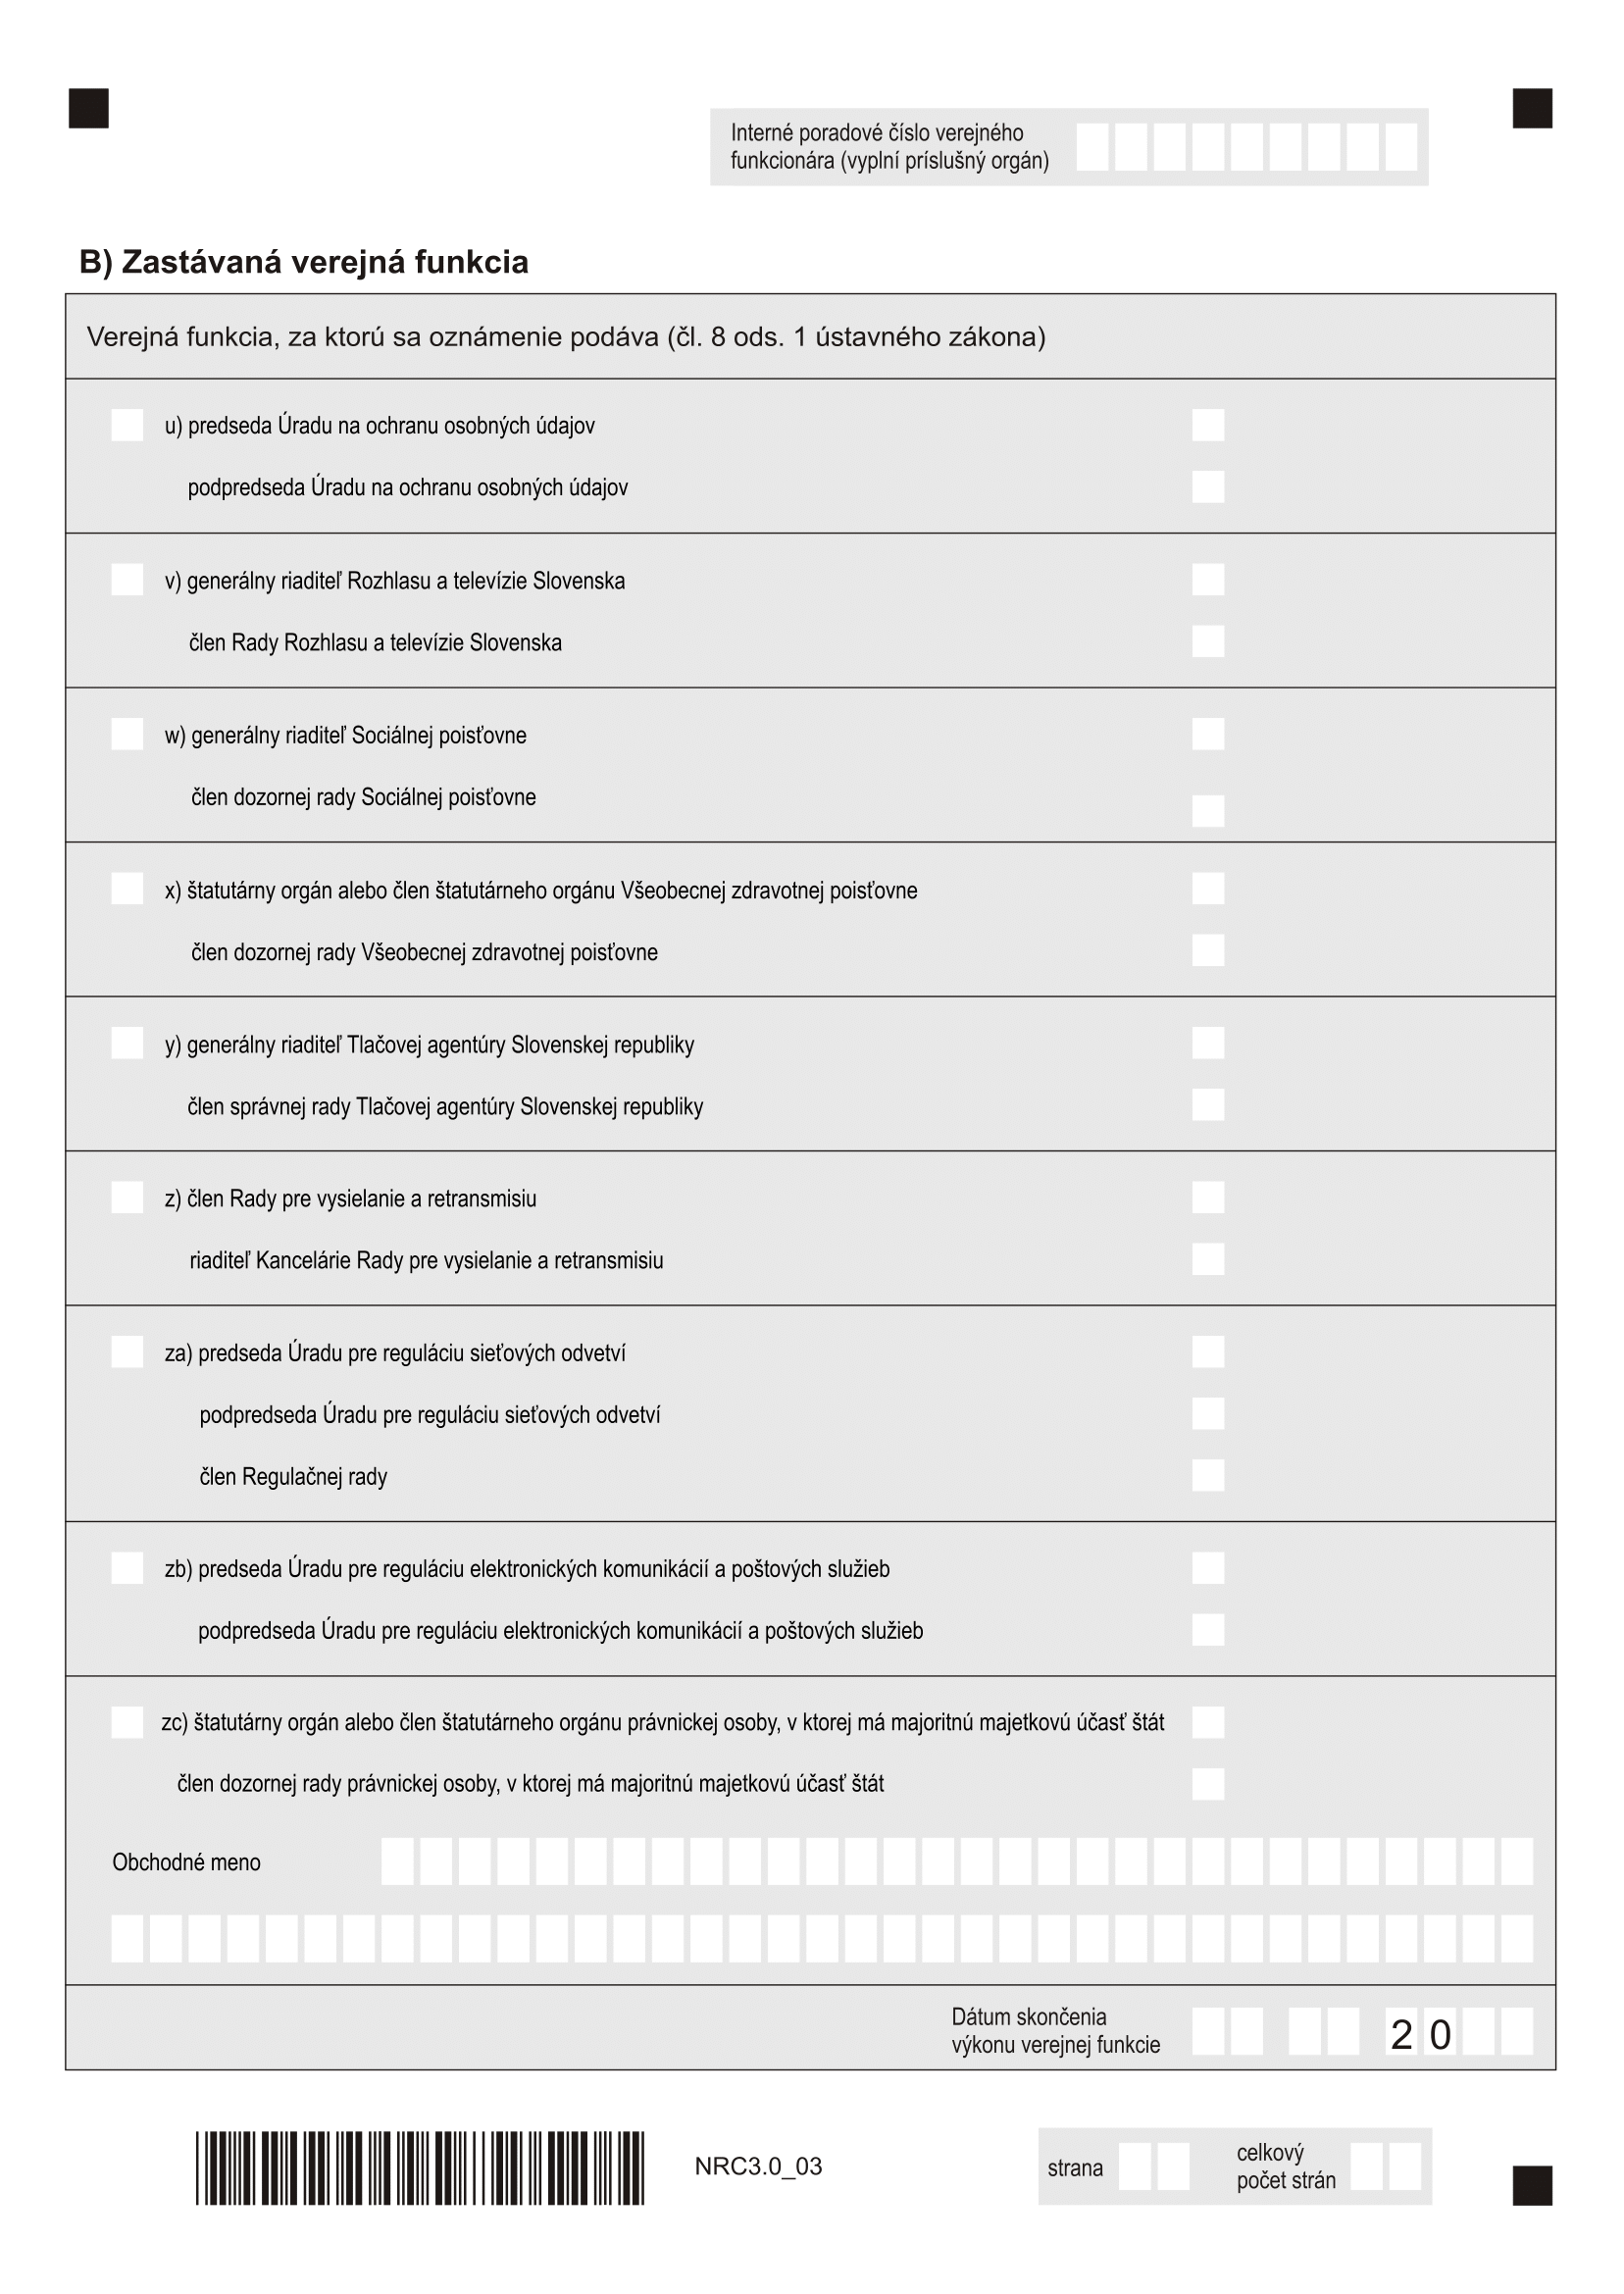 Interné poradové číslo verejného
funkcionára (vyplní príslušný orgán)
B) Zastávaná verejná funkcia
Verejná funkcia, za ktorú sa oznámenie podáva (čl. 8 ods. 1 ústavného zákona)
u) predseda Úradu na ochranu osobných údajov
podpredseda Úradu na ochranu osobných údajov
v) generálny riaditeľ Rozhlasu a televízie Slovenska
člen Rady Rozhlasu a televízie Slovenska
w) generálny riaditeľ Sociálnej poisťovne
člen dozornej rady Sociálnej poisťovne
x) štatutárny orgán alebo člen štatutárneho orgánu Všeobecnej zdravotnej poisťovne
člen dozornej rady Všeobecnej zdravotnej poisťovne
y) generálny riaditeľ Tlačovej agentúry Slovenskej republiky
člen správnej rady Tlačovej agentúry Slovenskej republiky
z) člen Rady pre vysielanie a retransmisiu
riaditeľ Kancelárie Rady pre vysielanie a retransmisiu
za) predseda Úradu pre reguláciu sieťových odvetví
podpredseda Úradu pre reguláciu sieťových odvetví
člen Regulačnej rady
zb) predseda Úradu pre reguláciu elektronických komunikácií a poštových služieb
podpredseda Úradu pre reguláciu elektronických komunikácií a poštových služieb
zc) štatutárny orgán alebo člen štatutárneho orgánu právnickej osoby, v ktorej má majoritnú majetkovú účasť štát
člen dozornej rady právnickej osoby, v ktorej má majoritnú majetkovú účasť štát
Obchodné meno
Dátum skončenia
výkonu verejnej funkcie
2 0
NRC3.0_03
strana
celkový
počet strán